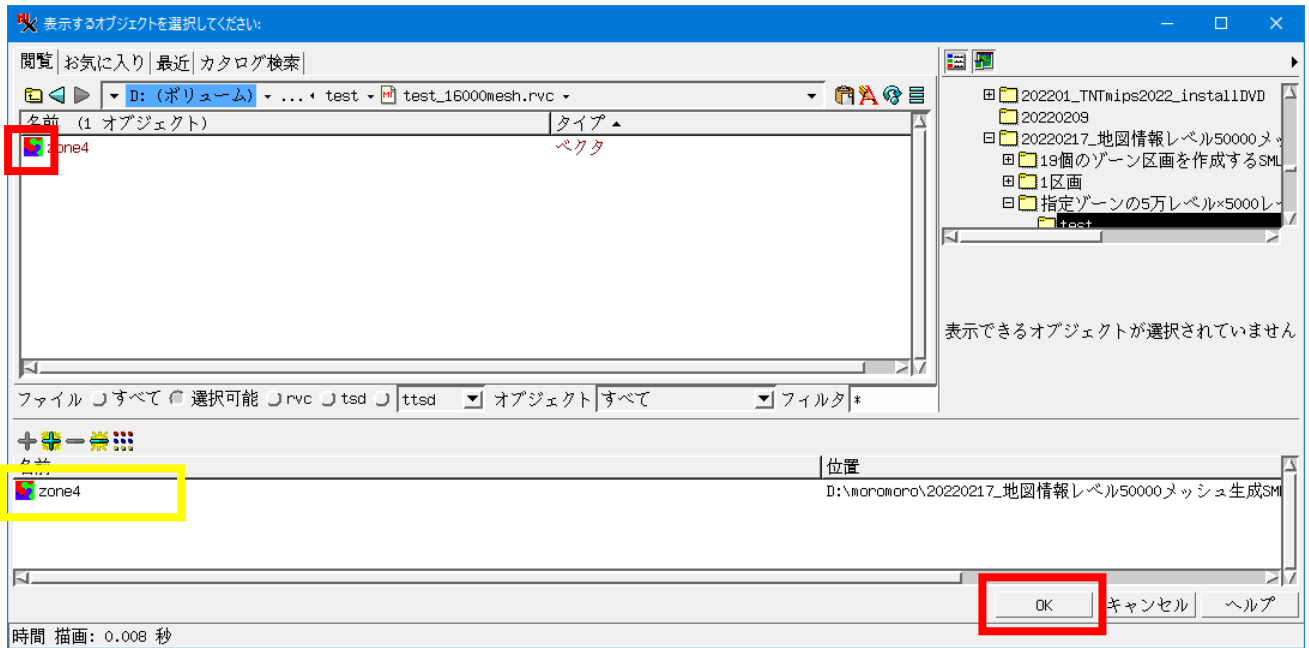 表示するオブジェクトを選択してください:
閲覧 お気に入り 最近 カタログ検索
D: (ボリューム) ... test test_16000mesh.rvc
名前 (1 オブジェクト) タイプ
zone4 ベクタ
202201_TNTmips2022_installDVD
20220209
20220217_地図情報レベル50000メッ
19個のゾーン区画を作成するSML
1区画
指定ゾーンの5万レベル×5000レベ
test
表示できるオブジェクトが選択されていません
ファイル すべて 選択可能 rvc tsd ttsd オブジェクト すべて フィルタ *
名前 位置
zone4 D:\moromoro\20220217_地図情報レベル50000メッシュ生成SM
OK キャンセル ヘルプ
時間 描画: 0.008 秒